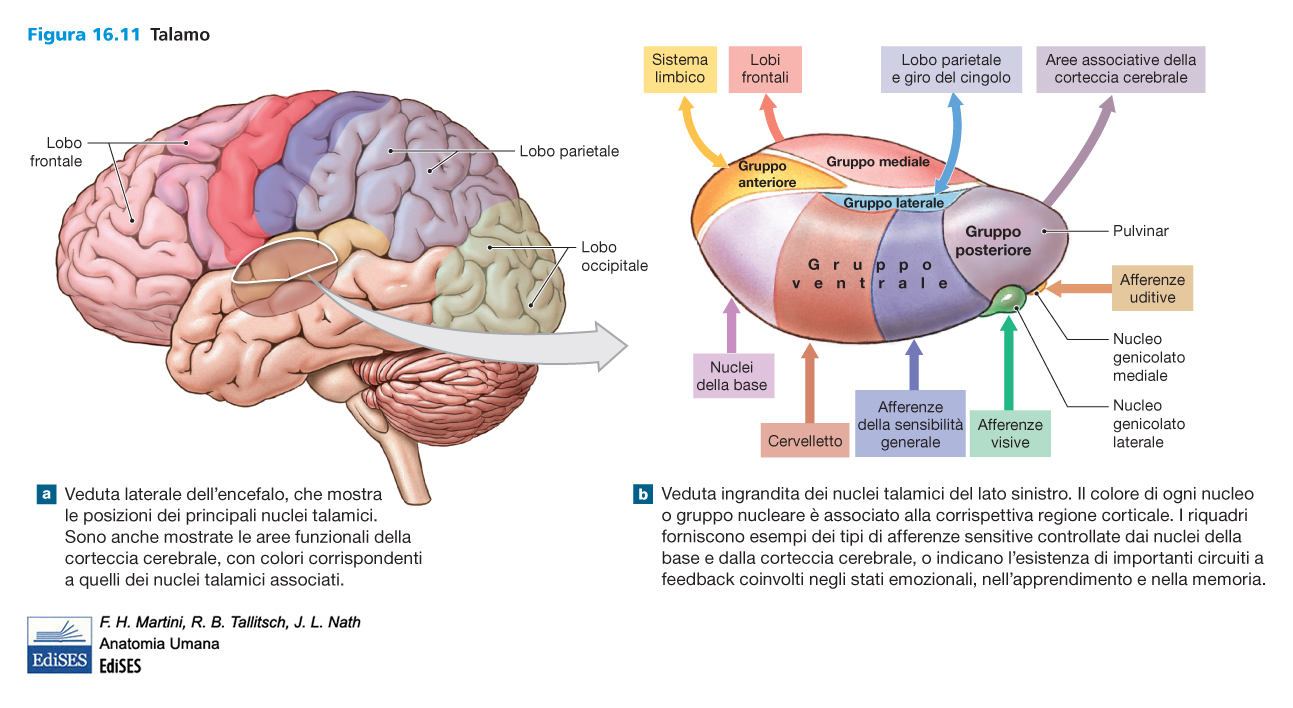 Figura 16.11 Talamo
Lobo
frontale
Lobo parietale
Lobo
occipitale
Sistema
limbico
Lobi
frontali
Lobo parietale
e giro del cingolo
Aree associative della
corteccia cerebrale
Gruppo
anteriore
Gruppo mediale
Gruppo laterale
Gruppo
posteriore
Gruppo
ventrale
Pulvinar
Afferenze
uditive
Nucleo
genicolato
mediale
Nucleo
genicolato
laterale
Nuclei
della base
Cervelletto
Afferenze
della sensibilità
generale
Afferenze
visive
a Veduta laterale dell'encefalo, che mostra
le posizioni dei principali nuclei talamici.
Sono anche mostrate le aree funzionali della
corteccia cerebrale, con colori corrispondenti
a quelli dei nuclei talamici associati.
b Veduta ingrandita dei nuclei talamici del lato sinistro. Il colore di ogni nucleo
o gruppo nucleare è associato alla corrispettiva regione corticale. I riquadri
forniscono esempi dei tipi di afferenze sensitive controllate dai nuclei della
base e dalla corteccia cerebrale, o indicano l'esistenza di importanti circuiti a
feedback coinvolti negli stati emozionali, nell'apprendimento e nella memoria.
EdiSES
F. H. Martini, R. B. Tallitsch, J. L. Nath
Anatomia Umana
EdiSES